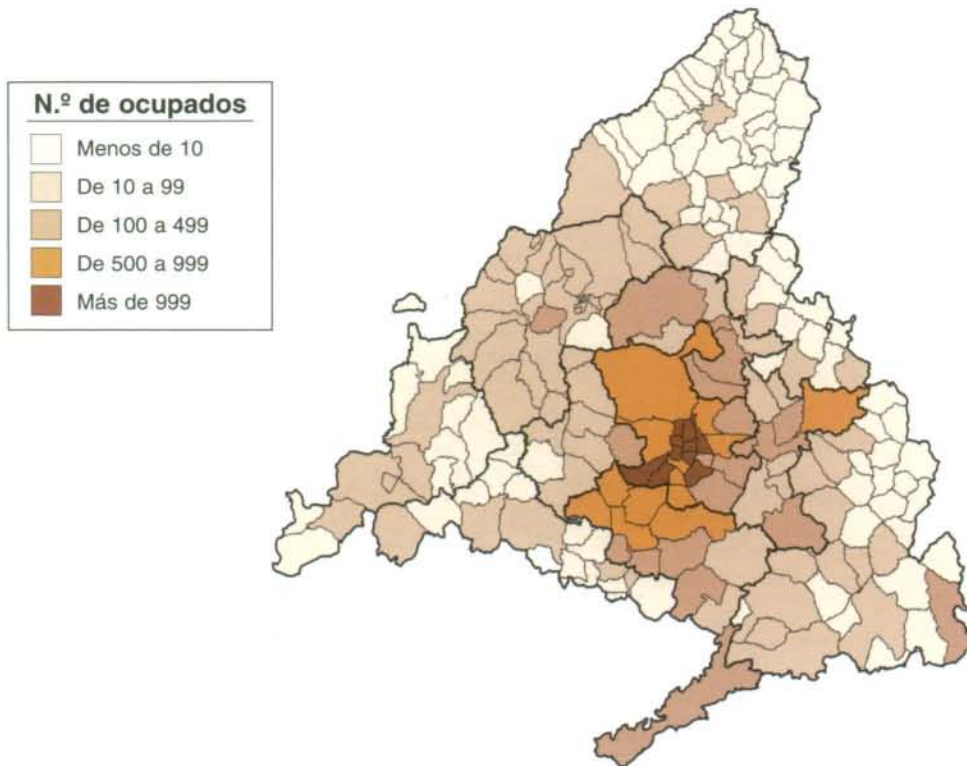 N.º de ocupados
Menos de 10
De 10 a 99
De 100 a 499
De 500 a 999
Más de 999